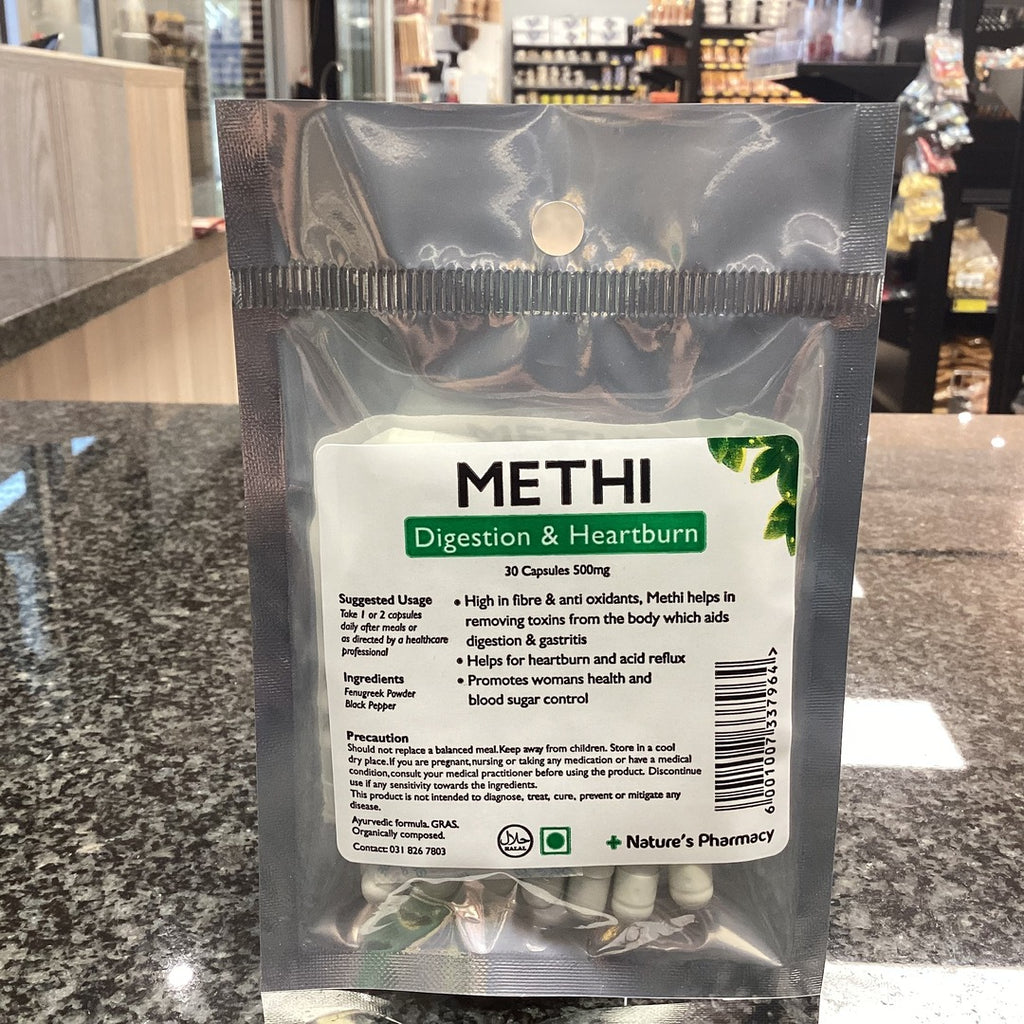 METHI
Digestion & Heartburn
30 Capsules 500mg
Suggested Usage
Take 1 or 2 capsules
daily after meals or
as directed by a healthcare
professional
Ingredients
Fenugreek Powder
Black Pepper
• High in fibre & anti oxidants, Methi helps in
removing toxins from the body which aids
digestion & gastritis
• Helps for heartburn and acid reflux
• Promotes womans health and
blood sugar control
Precaution
Should not replace a balanced meal.Keep away from children. Store in a cool
dry place.If you are pregnant,nursing or taking any medication or have a medical
condition,consult your medical practitioner before using the product. Discontinue
use if any sensitivity towards the ingredients.
This product is not intended to diagnose, treat, cure, prevent or mitigate any
disease.
Ayurvedic formula. GRAS.
Organically composed.
Contact: 031 826 7803
حلال
HALAL
Nature's Pharmacy
6 001007 337964 >